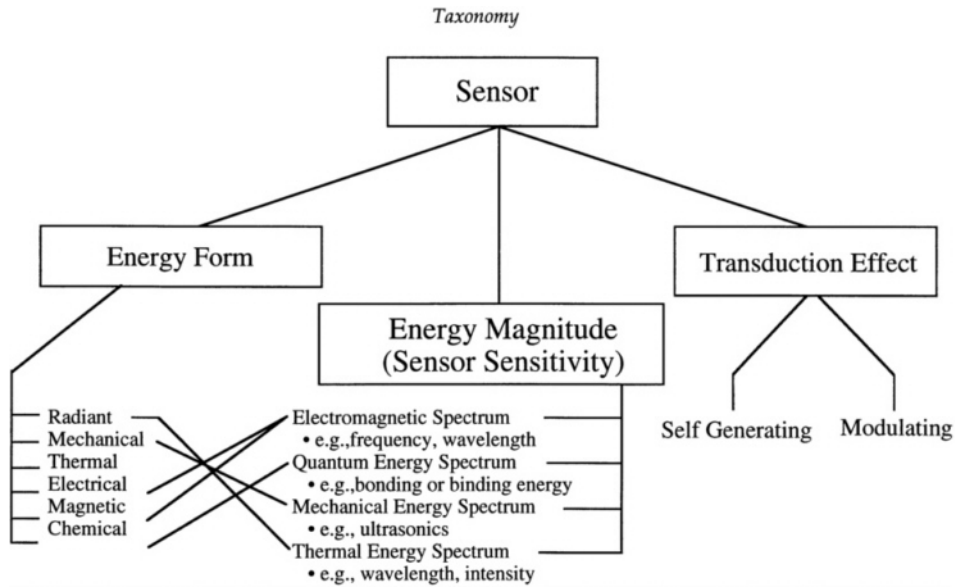 Taxonomy
Sensor
Energy Form
Transduction Effect
Energy Magnitude
(Sensor Sensitivity)
Radiant
Mechanical
Thermal
Electrical
Magnetic
Chemical
Electromagnetic Spectrum
• e.g.,frequency, wavelength
Quantum Energy Spectrum
• e.g.,bonding or binding energy
Mechanical Energy Spectrum
• e.g., ultrasonics
Thermal Energy Spectrum
• e.g., wavelength, intensity
Self Generating
Modulating